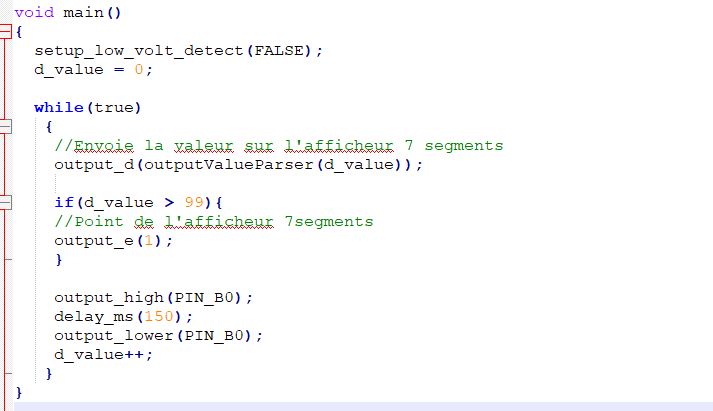 void main()
{
setup_low_volt_detect(FALSE);
d_value = 0;
while(true)
{
//Envoie la valeur sur l'afficheur 7 segments
output_d(outputValueParser(d_value));
if(d_value > 99){
//Point de l'afficheur 7segments
output_e(1);
}
output_high(PIN_B0);
delay_ms(150);
output_lower(PIN_B0);
d_value++;
}
}